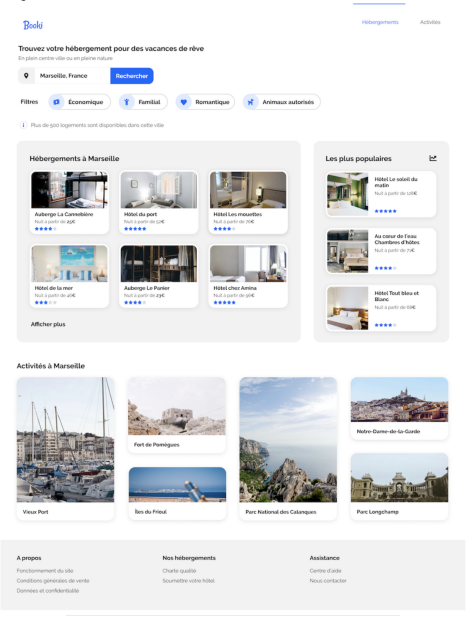 Booki
Hébergements
Activités
Trouvez votre hébergement pour des vacances de rêve
En plein centre ville ou en pleine nature
Marseille, France
Rechercher
Filtres
Économique
Familial
Romantique
Animaux autorisés
Plus de 500 logements sont disponibles dans cette ville
Hébergements à Marseille
Auberge La Cannebière
Nuit à partir de 25€
Hôtel du port
Nuit à partir de 52€
Hôtel Les mouettes
Nuit à partir de 76€
Hôtel de la mer
Nuit à partir de 46€
Auberge Le Panier
Nuit à partir de 23€
Hôtel chez Amina
Nuit à partir de 96€
Afficher plus
Les plus populaires
Hôtel Le soleil du
matin
Nuit à partir de 128€
Au cœur de l'eau
Chambres d'hôtes
Nuit à partir de 71€
Hôtel Tout bleu et
Blanc
Nuit à partir de 68€
Activités à Marseille
Vieux Port
Fort de Pomègues
Îles du Frioul
Parc National des Calanques
Notre-Dame-de-la-Garde
Parc Longchamp
A propos
Fonctionnement du site
Conditions générales de vente
Données et confidentialité
Nos hébergements
Charte qualité
Soumettre votre hôtel
Assistance
Centre d'aide
Nous contacter